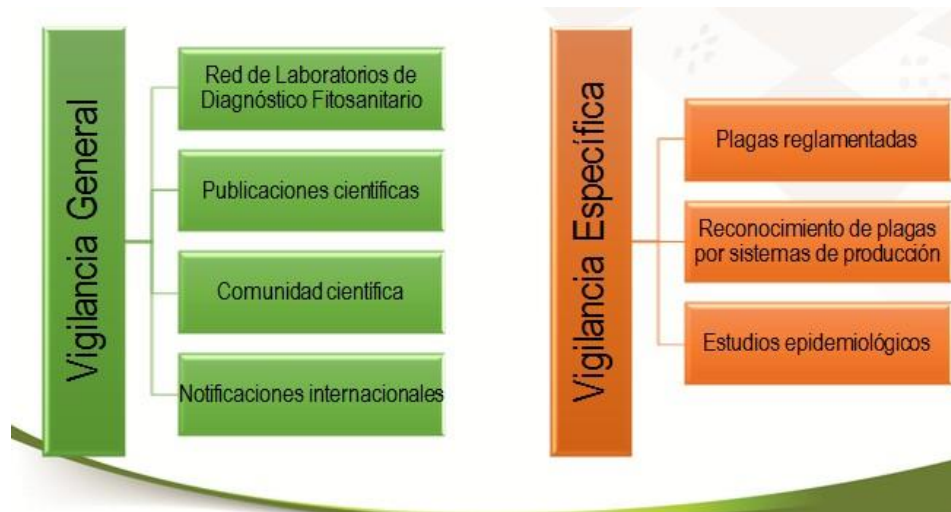 Vigilancia General
Red de Laboratorios de
Diagnóstico Fitosanitario
Publicaciones científicas
Comunidad científica
Notificaciones internacionales
Vigilancia Específica
Plagas reglamentadas
Reconocimiento de plagas
por sistemas de producción
Estudios epidemiológicos